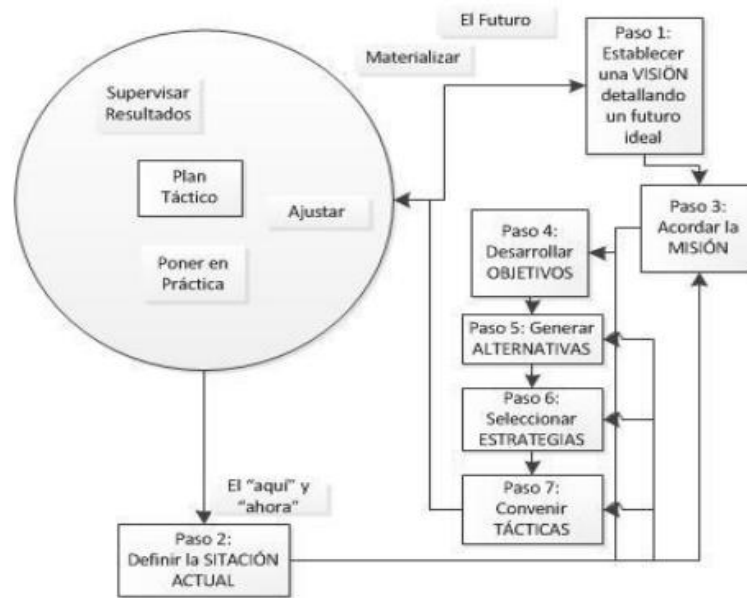 El Futuro
Materializar
Paso 1:
Establecer
una VISIÖN
detallando
un futuro
ideal
Supervisar
Resultados
Plan
Táctico
Ajustar
Poner en
Práctica
Paso 3:
Acordar la
MISIÓN
Paso 4:
Desarrollar
OBJETIVOS
Paso 5: Generar
ALTERNATIVAS
Paso 6:
Seleccionar
ESTRATEGIAS
Paso 7:
Convenir
TÁCTICAS
El "aquí" y
"ahora"
Paso 2:
Definir la SITACIÓN
ACTUAL